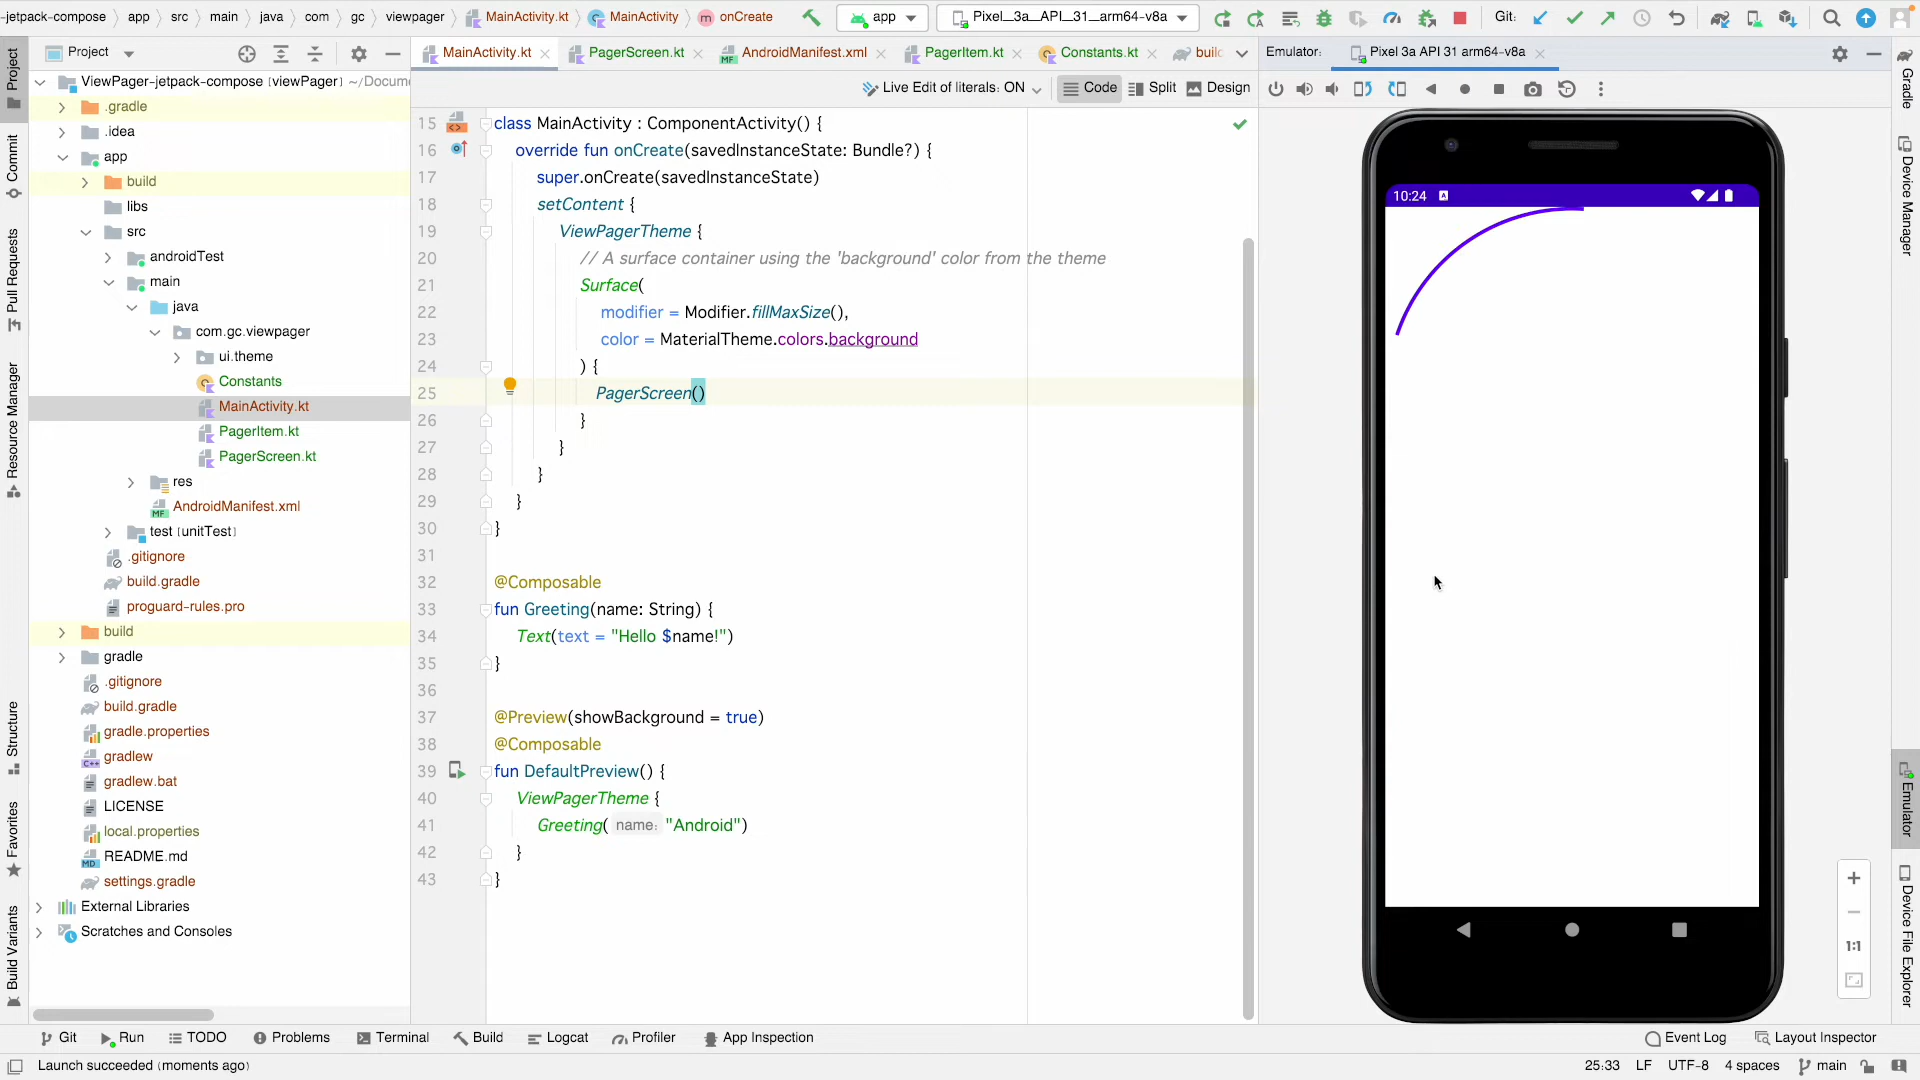 -jetpack-compose app src main java com gc viewpager MainActivity.kt MainActivity onCreate app Pixel_3a_API_31_arm64-v8a Git:
Project MainActivity.kt PagerScreen.kt AndroidManifest.xml PagerItem.kt Constants.kt builc Emulator: Pixel 3a API 31 arm64-v8a
Live Edit of literals: ON Code Split Design
ViewPager-jetpack-compose [viewPager] ~/Docum
.gradle
.idea
app
build
libs
src
androidTest
main
java
com.gc.viewpager
ui.theme
Constants
MainActivity.kt
PagerItem.kt
PagerScreen.kt
res
AndroidManifest.xml
test [unitTest]
.gitignore
build.gradle
proguard-rules.pro
build
gradle
.gitignore
build.gradle
gradle.properties
gradlew
gradlew.bat
LICENSE
local.properties
README.md
settings.gradle
External Libraries
Scratches and Consoles
15 class MainActivity : ComponentActivity() {
16 override fun onCreate(savedInstanceState: Bundle?) {
17 super.onCreate(savedInstanceState)
18 setContent {
19 ViewPagerTheme {
20 // A surface container using the 'background' color from the theme
21 Surface(
22 modifier = Modifier.fillMaxSize(),
23 color = MaterialTheme.colors.background
24 ) {
25 PagerScreen()
26 }
27 }
28 }
29 }
30 }
31
32 @Composable
33 fun Greeting(name: String) {
34 Text(text = "Hello $name!")
35 }
36
37 @Preview(showBackground = true)
38 @Composable
39 fun DefaultPreview() {
40 ViewPagerTheme {
41 Greeting( name: "Android")
42 }
43 }
10:24
1:1
Project
Commit
Pull Requests
Resource Manager
Structure
Favorites
Build Variants
Gradle
Device Manager
Emulator
Device File Explorer
Git Run TODO Problems Terminal Build Logcat Profiler App Inspection Event Log Layout Inspector
Launch succeeded (moments ago) 25:33 LF UTF-8 4 spaces main